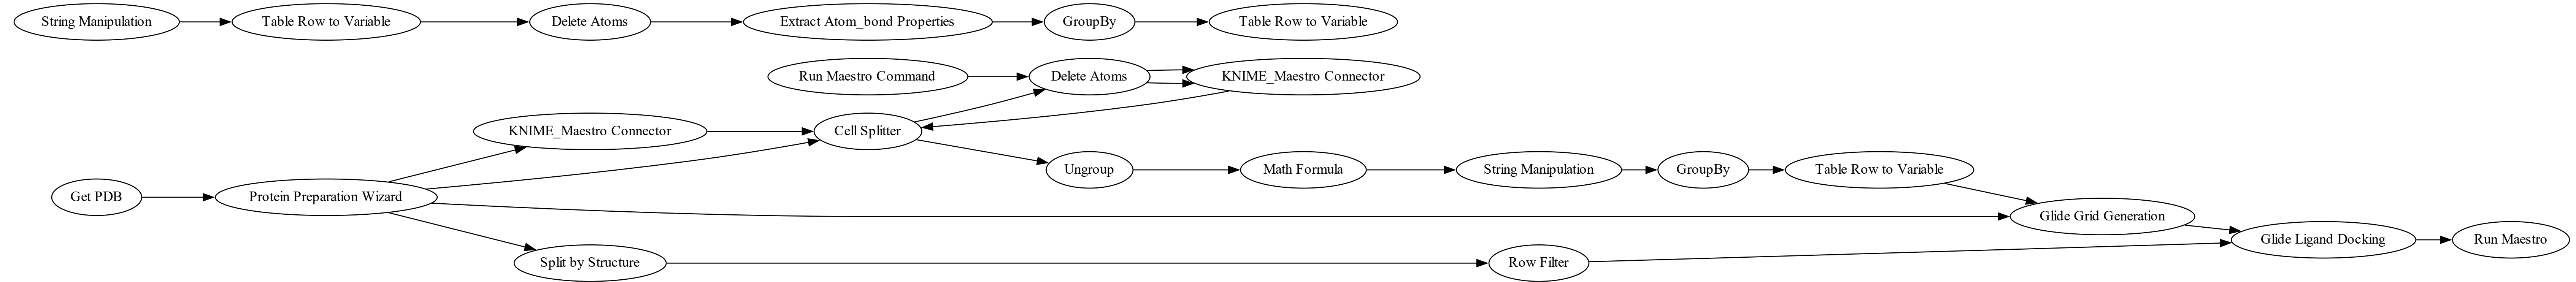 String Manipulation
Table Row to Variable
Delete Atoms
Extract Atom_bond Properties
GroupBy
Table Row to Variable
Run Maestro Command
Delete Atoms
KNIME_Maestro Connector
KNIME_Maestro Connector
Cell Splitter
Ungroup
Math Formula
String Manipulation
GroupBy
Table Row to Variable
Get PDB
Protein Preparation Wizard
Glide Grid Generation
Split by Structure
Row Filter
Glide Ligand Docking
Run Maestro